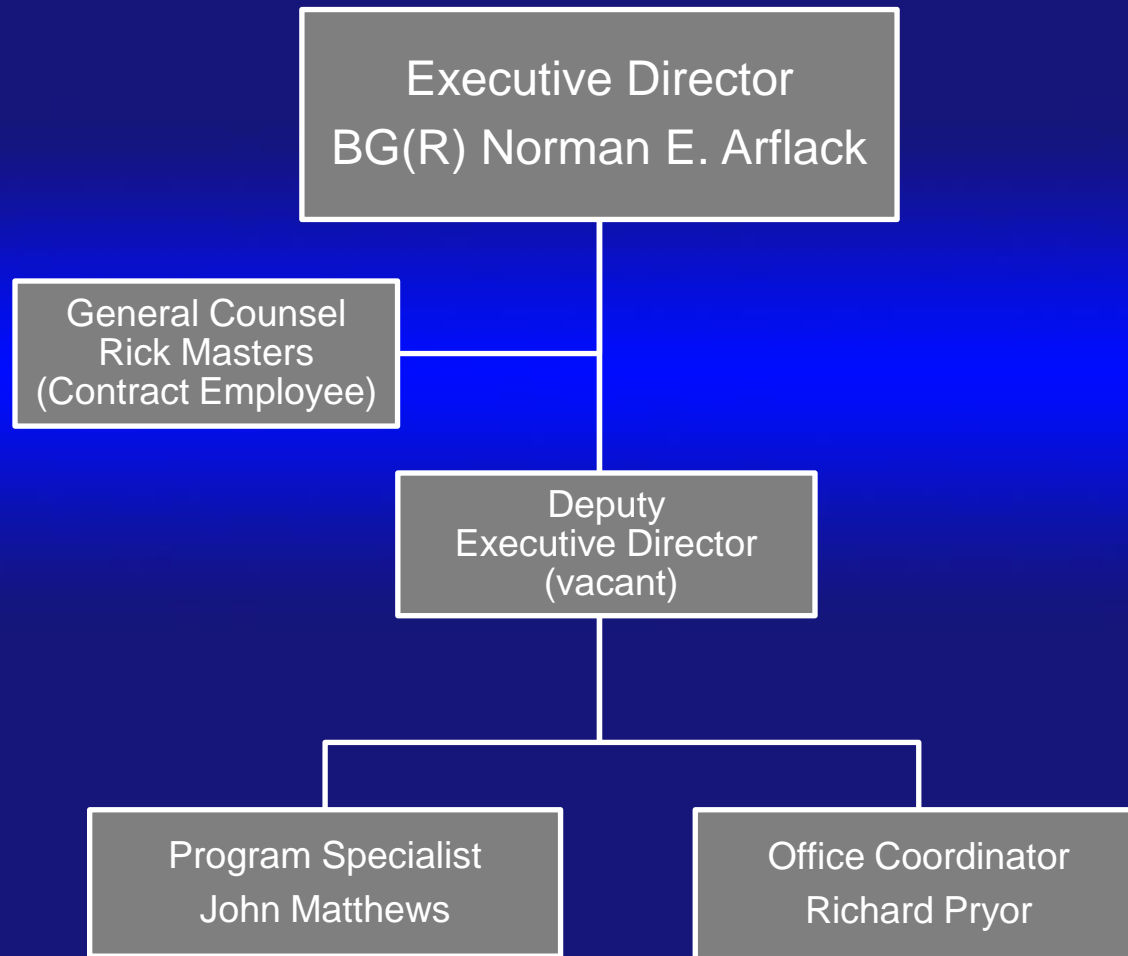 Executive Director
BG(R) Norman E. Arflack
General Counsel
Rick Masters
(Contract Employee)
Deputy
Executive Director
(vacant)
Program Specialist
John Matthews
Office Coordinator
Richard Pryor